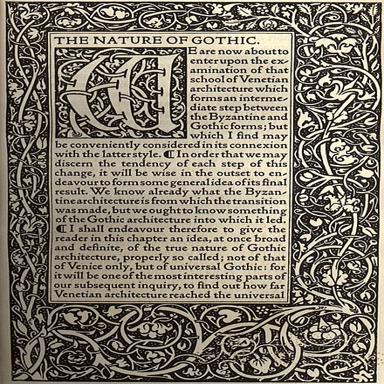 THE NATURE OF GOTHIC.
WE are now about to
enter upon the ex-
amination of that
school of Venetian
architecture which
forms an interme-
diate step between
the Byzantine and
Gothic forms; but
which I find may
be conveniently considered in its connexion
with the latter style. ¶ In order that we may
discern the tendency of each step of this
change, it will be wise in the outset to en-
deavour to form some general idea of its final
result. We know already what the Byzan-
tine architecture is from which the transition
was made, but we ought to know something
of the Gothic architecture into which it led.
¶ I shall endeavour therefore to give the
reader in this chapter an idea, at once broad
and definite, of the true nature of Gothic
architecture, properly so called; not of that
of Venice only, but of universal Gothic: for
it will be one of the most interesting parts of
our subsequent inquiry, to find out how far
Venetian architecture reached the universal